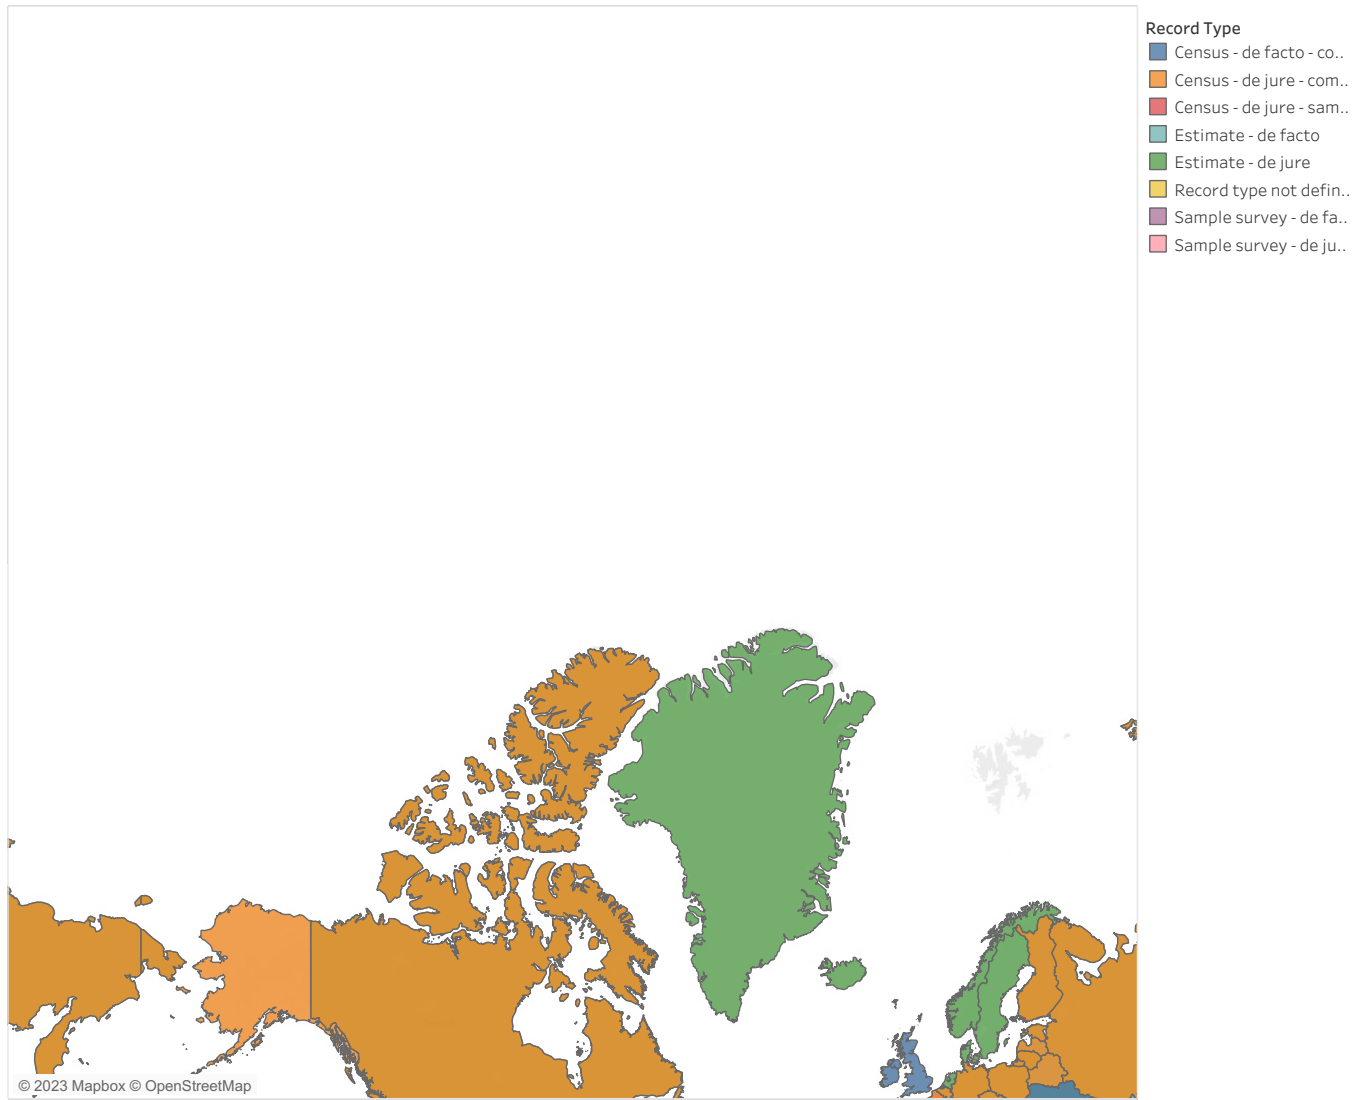 Record Type
Census - de facto - co..
Census - de jure - com..
Census - de jure - sam..
Estimate - de facto
Estimate - de jure
Record type not defin..
Sample survey - de fa..
Sample survey - de ju..
© 2023 Mapbox © OpenStreetMap